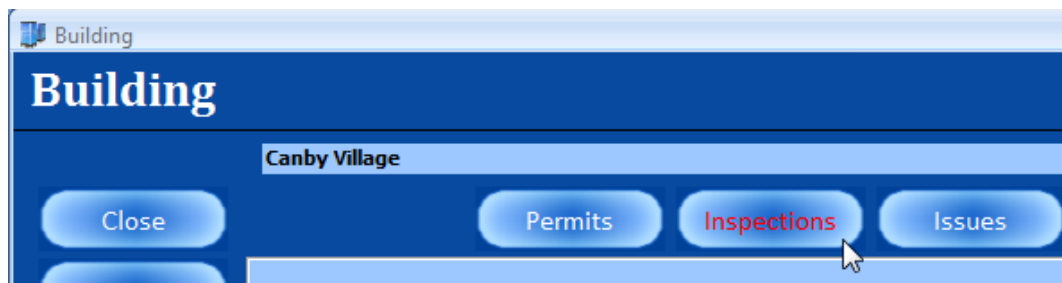 Building
Building
Canby Village
Close
Permits
Inspections
Issues